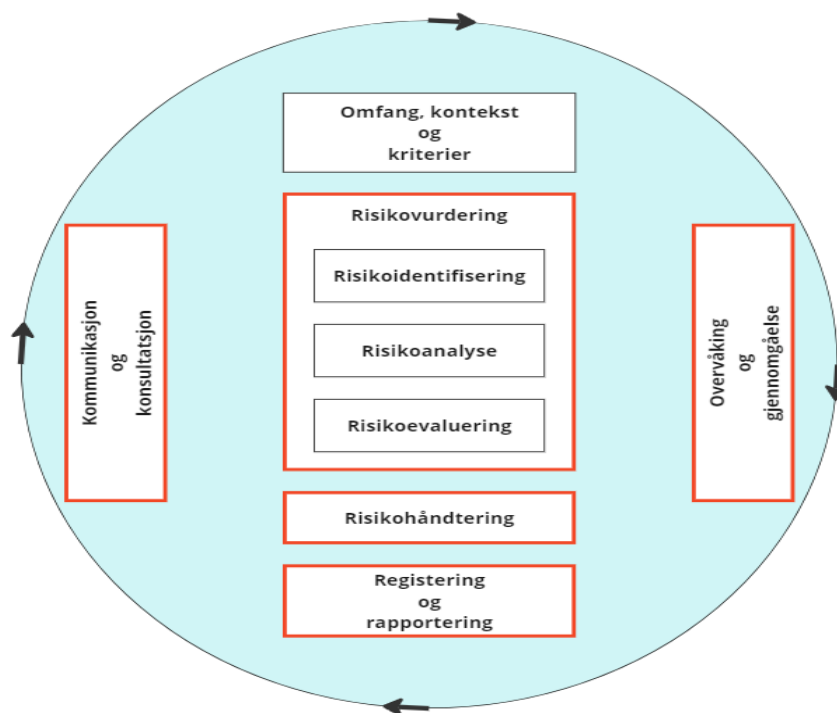 Omfang, kontekst
og
kriterier
Risikovurdering
Risikoidentifisering
Risikoanalyse
Risikoevaluering
Risikohåndtering
Registering
og
rapportering
Kommunikasjon
og
konsultatsjon
Overvåking
og
gjennomgåelse